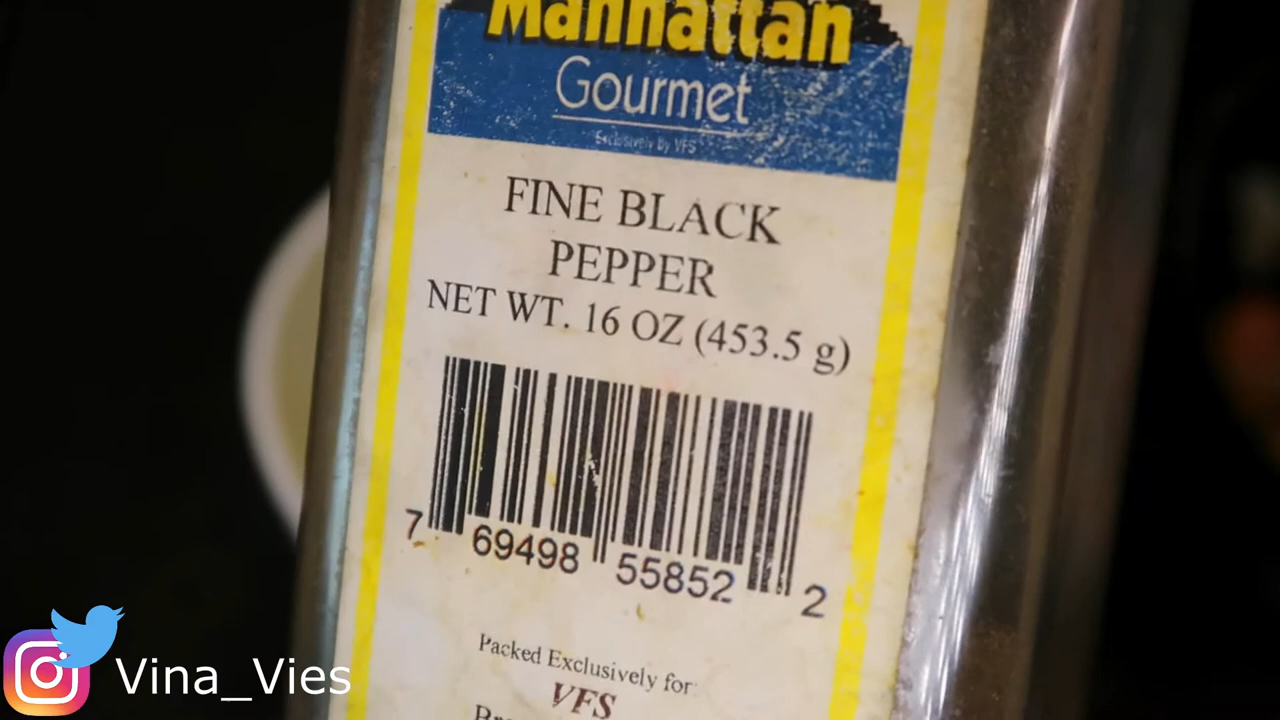 Manhattan
Gourmet
Exclusively By VFS
FINE BLACK
PEPPER
NET WT. 16 OZ (453.5 g)
7 69498 55852 2
Packed Exclusively for:
VFS
Vina_Vies